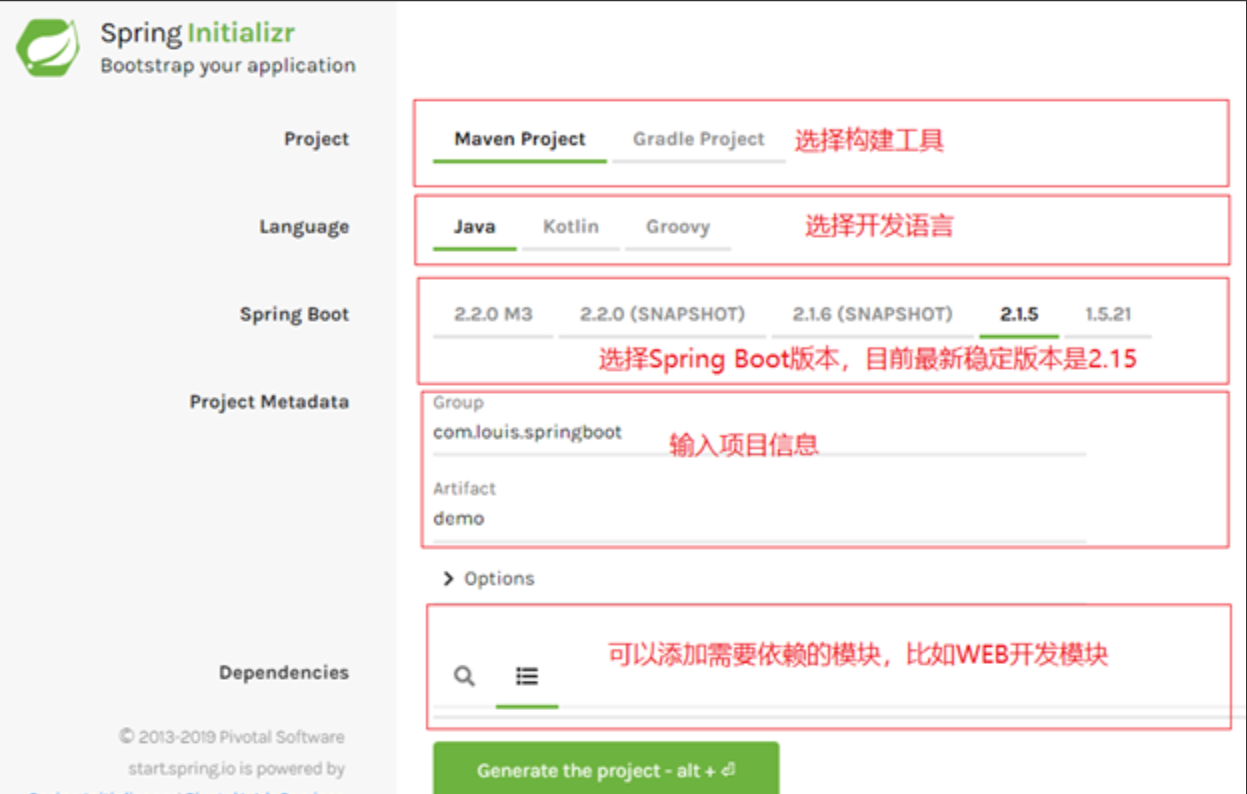 Spring Initializr
Bootstrap your application
Project
Maven Project Gradle Project 选择构建工具
Language
Java Kotlin Groovy 选择开发语言
Spring Boot
2.2.0 M3 2.2.0 (SNAPSHOT) 2.1.6 (SNAPSHOT) 2.1.5 1.5.21
选择Spring Boot版本，目前最新稳定版本是2.15
Project Metadata
Group
com.louis.springboot
输入项目信息
Artifact
demo
Options
可以添加需要依赖的模块，比如WEB开发模块
Dependencies
© 2013-2019 Pivotal Software
start.spring.io is powered by
Generate the project - alt + ⏎